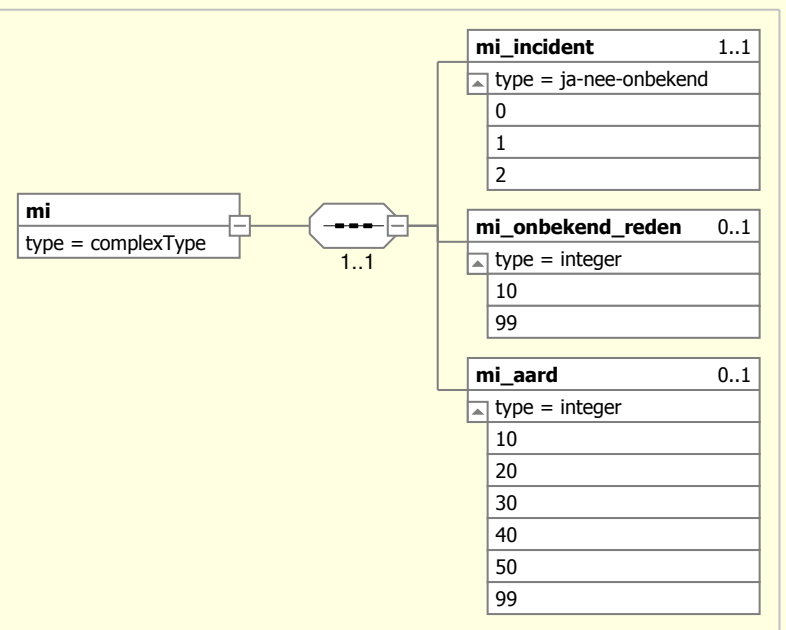 mi
type = complexType
1..1
mi_incident 1..1
type = ja-nee-onbekend
0
1
2
mi_onbekend_reden 0..1
type = integer
10
99
mi_aard 0..1
type = integer
10
20
30
40
50
99